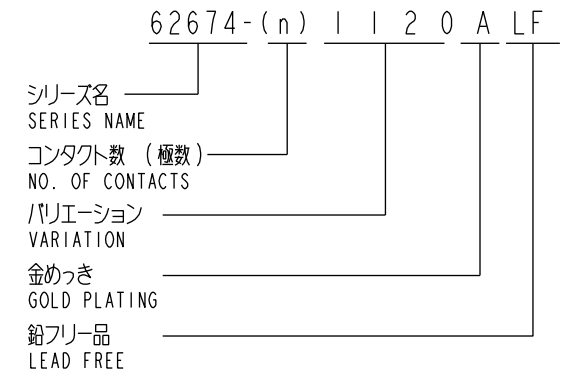 62674-(n) 1120 A LF
シリーズ名
SERIES NAME
コンタクト数 (極数)
NO. OF CONTACTS
バリエーション
VARIATION
金めっき
GOLD PLATING
鉛フリー品
LEAD FREE